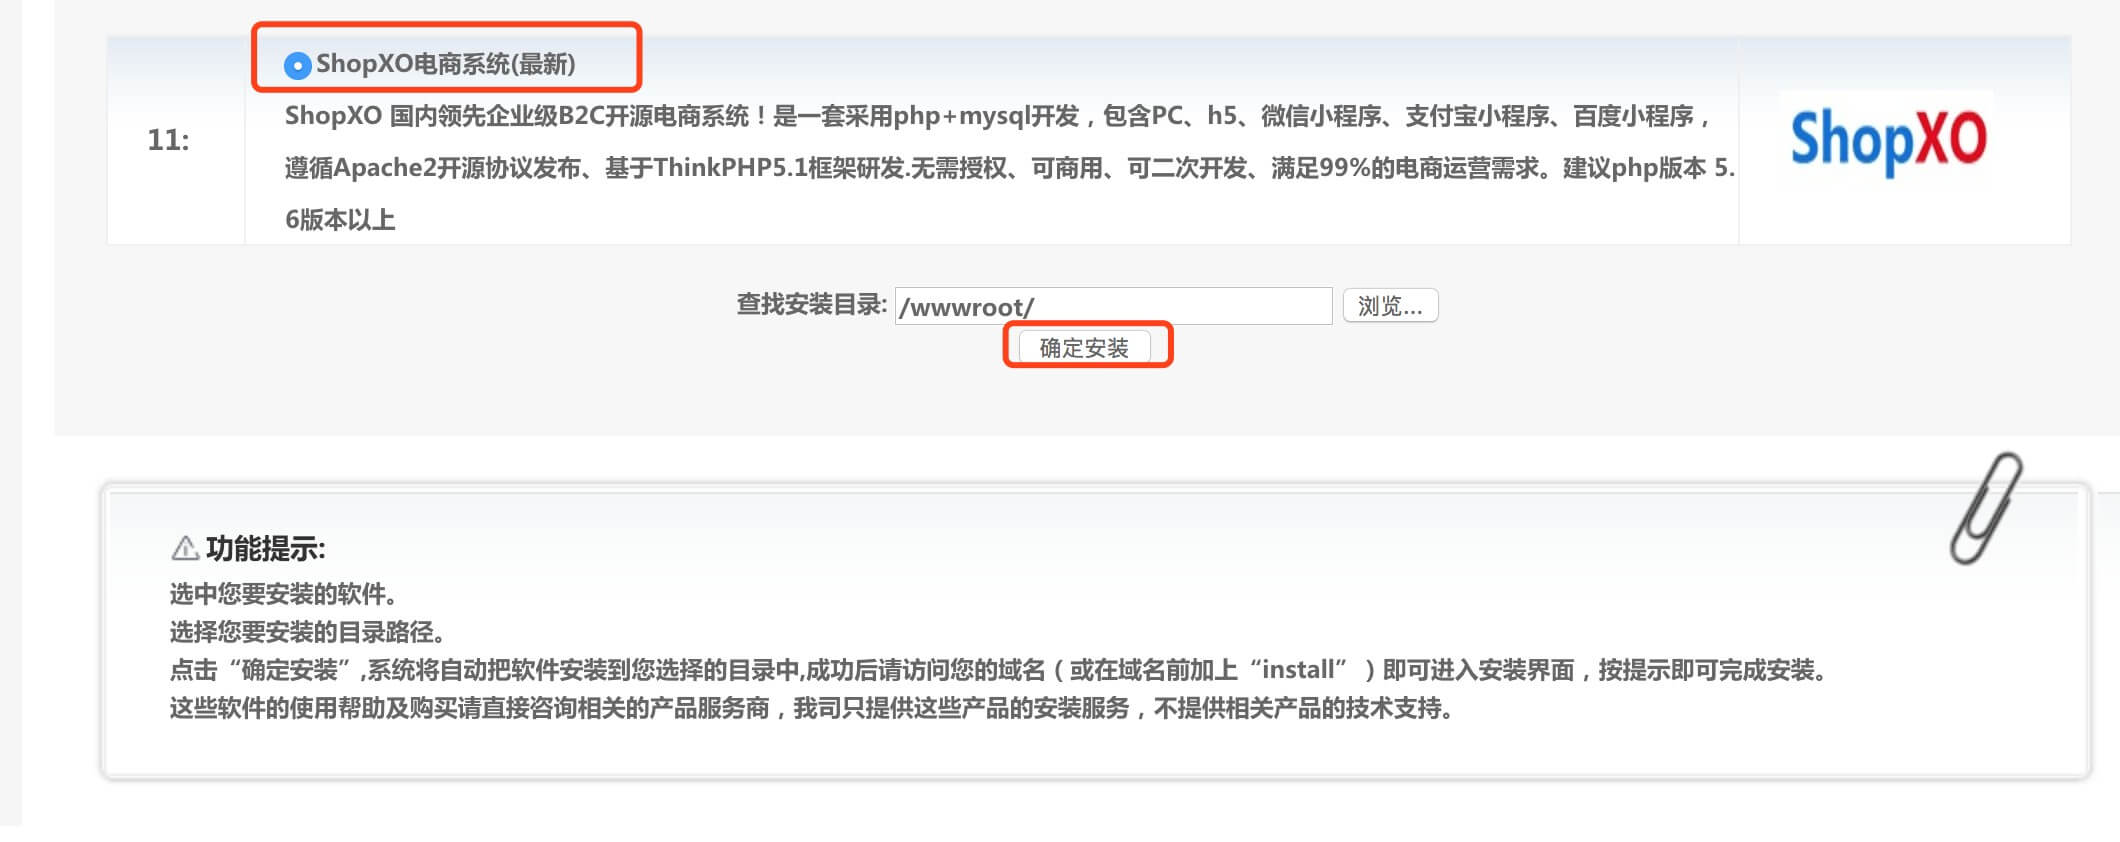 ShopXO电商系统(最新)
11:
ShopXO 国内领先企业级B2C开源电商系统！是一套采用php+mysql开发，包含PC、h5、微信小程序、支付宝小程序、百度小程序，
遵循Apache2开源协议发布、基于ThinkPHP5.1框架研发.无需授权、可商用、可二次开发、满足99%的电商运营需求。建议php版本 5.
6版本以上
ShopXO
查找安装目录: /wwwroot/ 浏览...
确定安装
功能提示:
选中您要安装的软件。
选择您要安装的目录路径。
点击“确定安装”,系统将自动把软件安装到您选择的目录中,成功后请访问您的域名（或在域名前加上“install”）即可进入安装界面，按提示即可完成安装。
这些软件的使用帮助及购买请直接咨询相关的产品服务商，我司只提供这些产品的安装服务，不提供相关产品的技术支持。